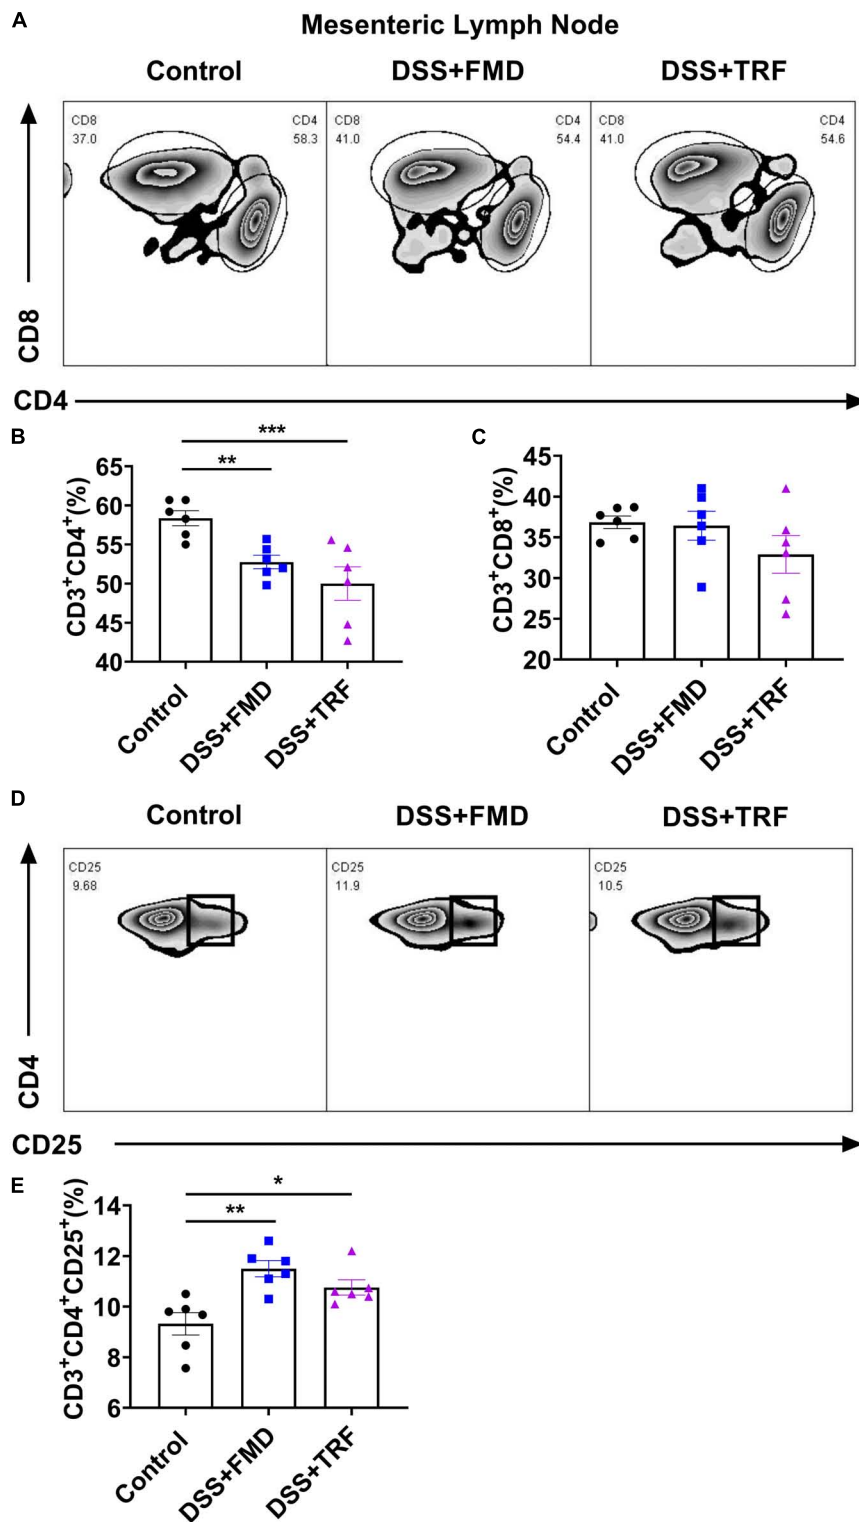 A
Mesenteric Lymph Node
Control DSS+FMD DSS+TRF
CD8 CD4 CD8 CD4 CD8 CD4
37.0 58.3 41.0 54.4 41.0 54.6
CD8
CD4
B
*** 
**
CD3+CD4+(%)
65
60
55
50
45
40
Control DSS+FMD DSS+TRF
C
CD3+CD8+(%)
45
40
35
30
25
20
Control DSS+FMD DSS+TRF
D
Control DSS+FMD DSS+TRF
CD25 CD25 CD25
9.68 11.9 10.5
CD4
CD25
E
*
**
CD3+CD4+CD25+(%)
14
12
10
8
6
Control DSS+FMD DSS+TRF